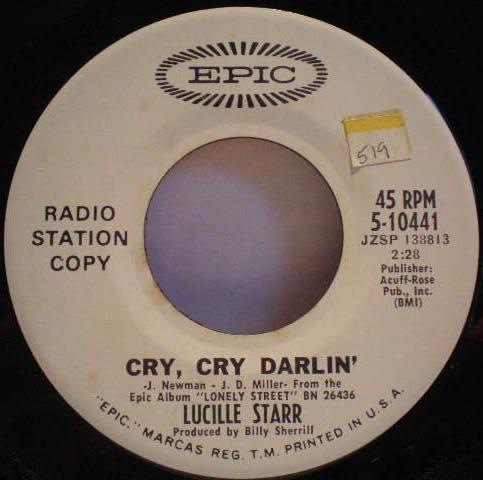 EPIC
519
RADIO
STATION
COPY
45 RPM
5-10441
JZSP 138813
2:28
Publisher:
Acuff-Rose
Pub., Inc.
(BMI)
CRY, CRY DARLIN'
-J. Newman - J. D. Miller- From the
Epic Album "LONELY STREET" BN 26436
LUCILLE STARR
Produced by Billy Sherrill
"EPIC," MARCAS REG. T.M. PRINTED IN U.S.A.